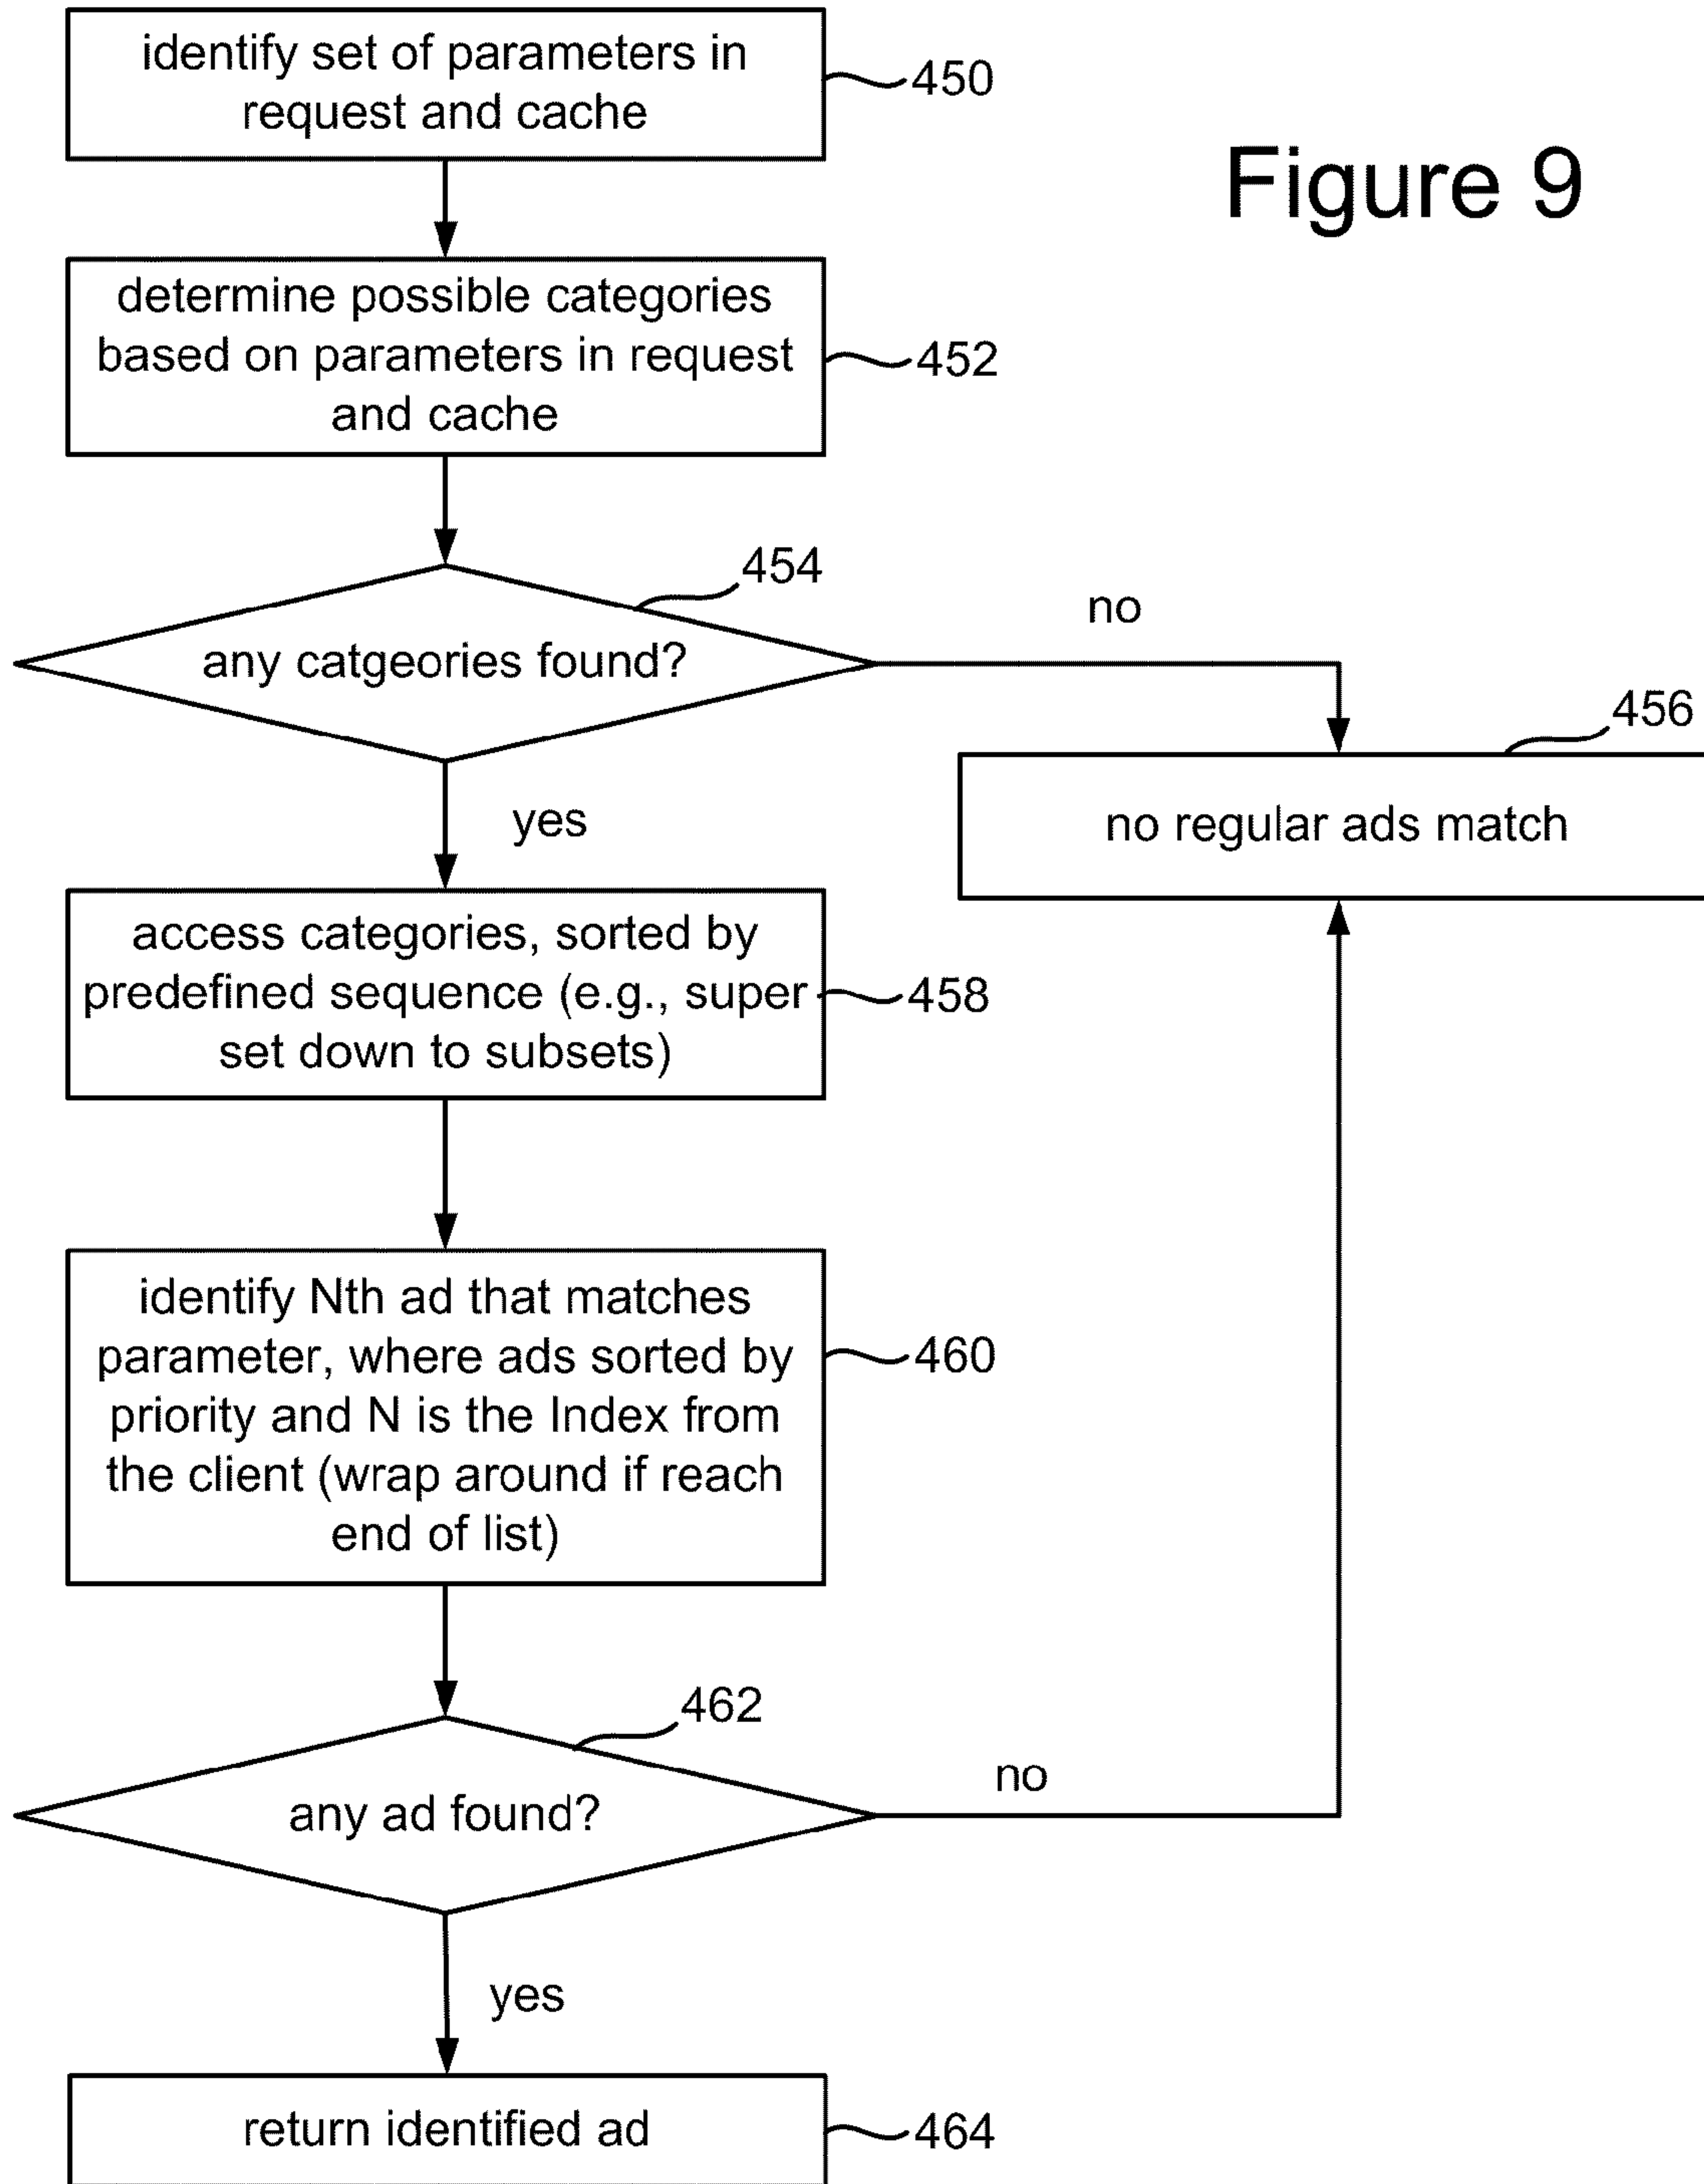 identify set of parameters in
request and cache
450
Figure 9
determine possible categories
based on parameters in request
and cache
452
454
any catgeories found?
no
456
no regular ads match
yes
access categories, sorted by
predefined sequence (e.g., super
set down to subsets)
458
identify Nth ad that matches
parameter, where ads sorted by
priority and N is the Index from
the client (wrap around if reach
end of list)
460
462
any ad found?
no
yes
return identified ad
464